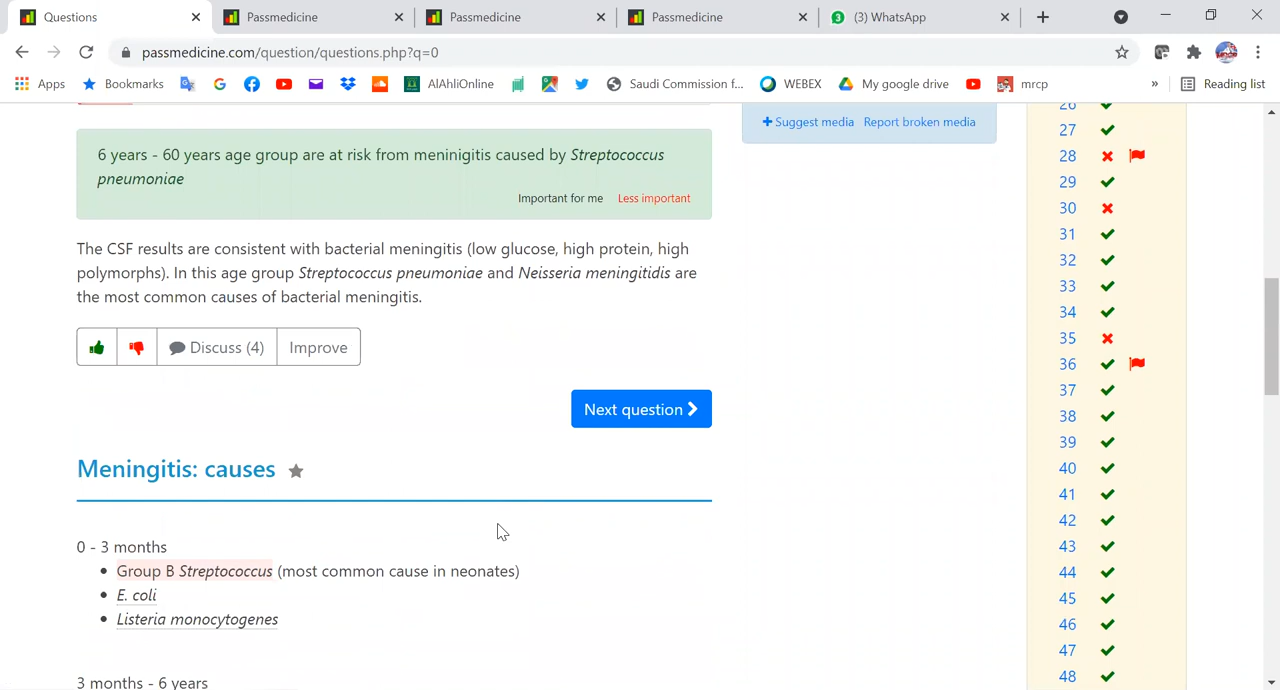 Questions
Passmedicine
Passmedicine
Passmedicine
3
(3) WhatsApp
passmedicine.com/question/questions.php?q=0
Apps
Bookmarks
AlAhliOnline
Saudi Commission f...
WEBEX
My google drive
mrcp
»
Reading list
6 years - 60 years age group are at risk from meninigitis caused by Streptococcus
pneumoniae
Important for me Less important
The CSF results are consistent with bacterial meningitis (low glucose, high protein, high
polymorphs). In this age group Streptococcus pneumoniae and Neisseria meningitidis are
the most common causes of bacterial meningitis.
Discuss (4)
Improve
Next question
Meningitis: causes
0 - 3 months
Group B Streptococcus (most common cause in neonates)
E. coli
Listeria monocytogenes
3 months - 6 years
Suggest media Report broken media
26
27
28
29
30
31
32
33
34
35
36
37
38
39
40
41
42
43
44
45
46
47
48